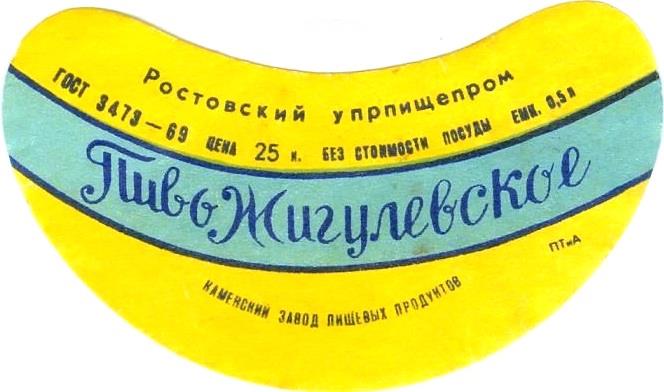 Ростовский упрпищепром
ГОСТ 3473-69 ЦЕНА 25 к. БЕЗ СТОИМОСТИ ПОСУДЫ ЕМК. 0,5 л
Пиво Жигулевское
ПТиА
КАМЕНСКИЙ ЗАВОД ПИЩЕВЫХ ПРОДУКТОВ